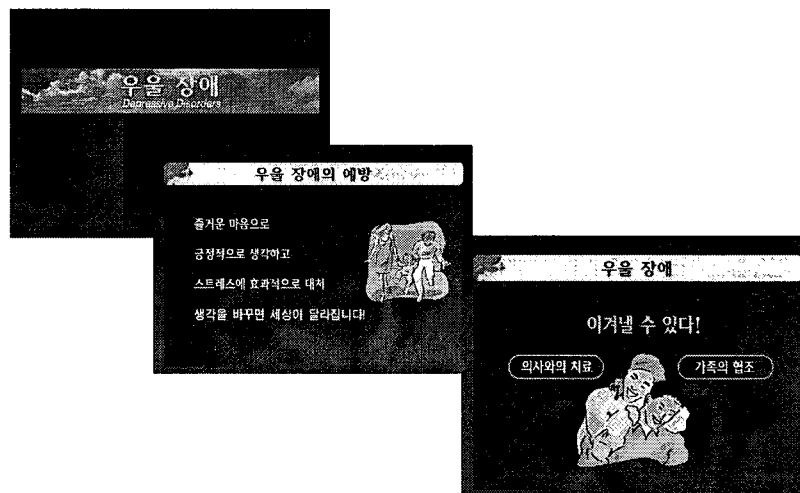 우울 장애
Depressive Disorders
우울 장애의 예방
즐거운 마음으로
긍정적으로 생각하고
스트레스에 효과적으로 대처
생각을 바꾸면 세상이 달라집니다!
우울 장애
이겨낼 수 있다!
의사와의 치료
가족의 협조